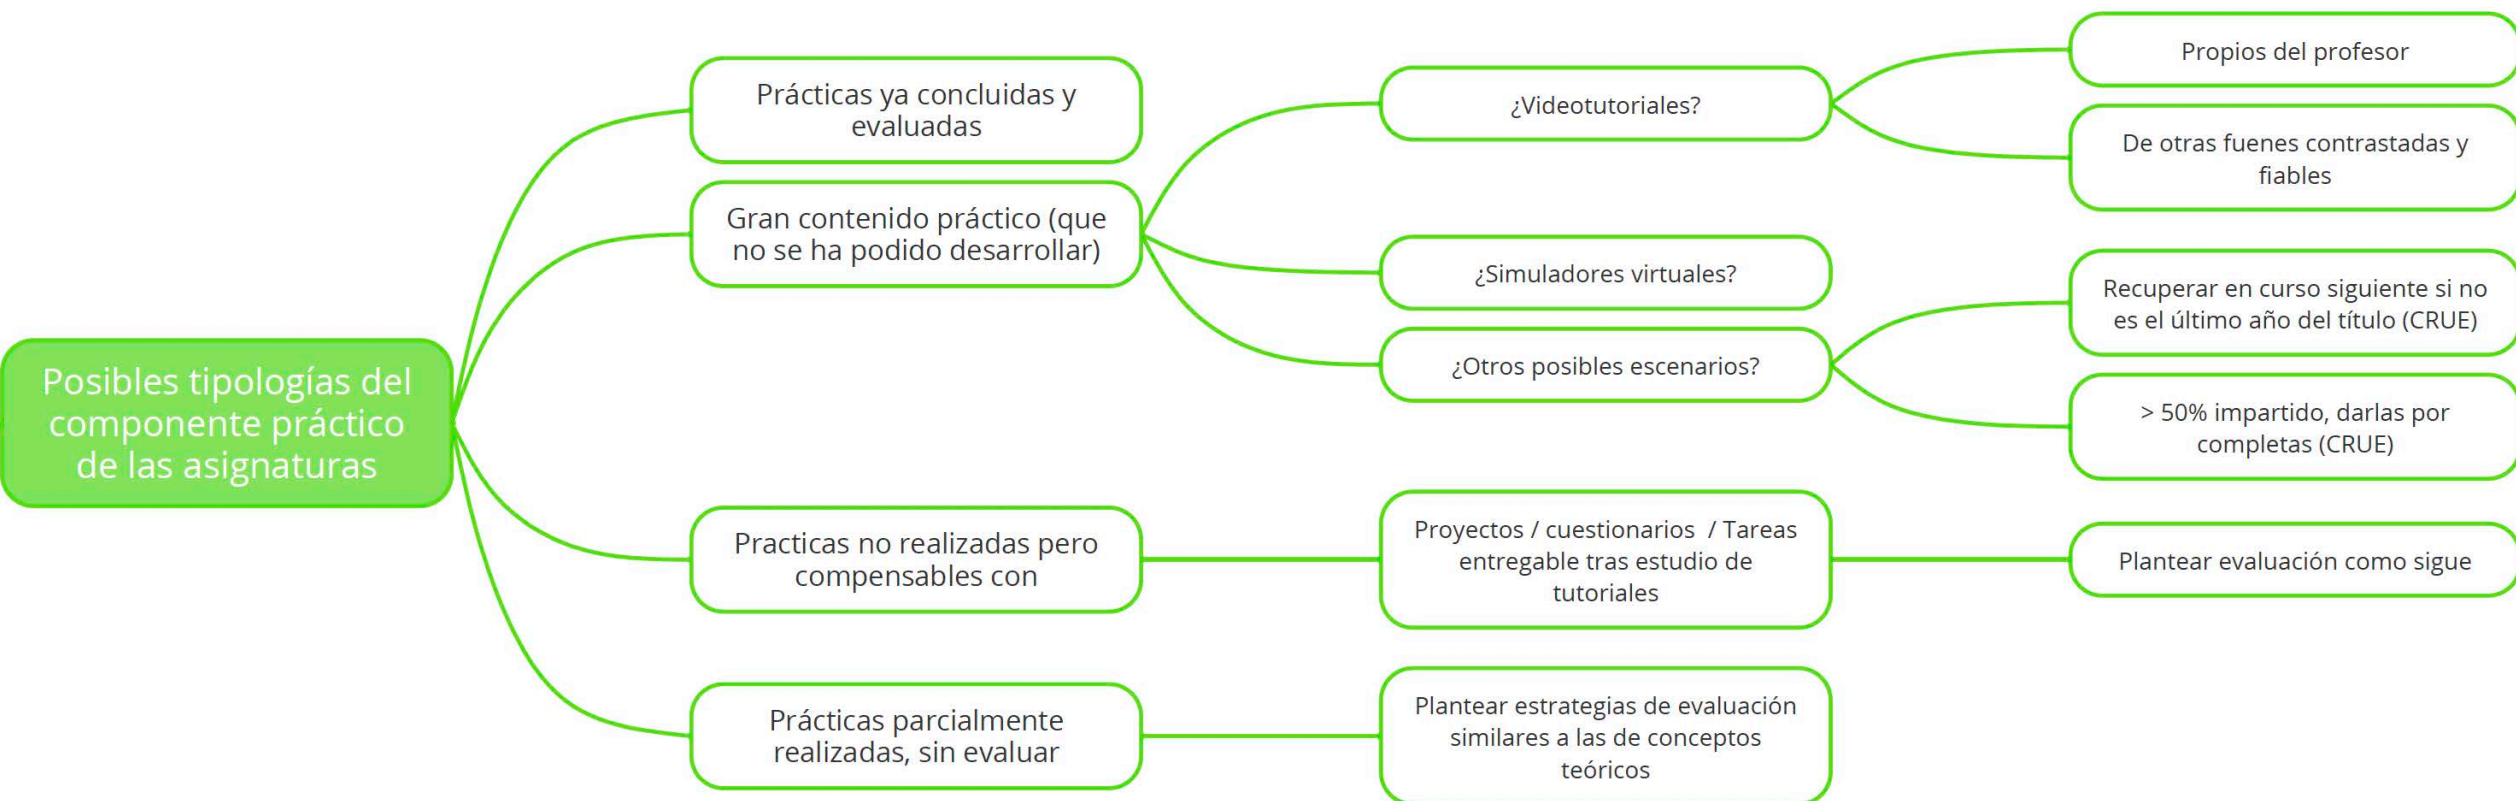 Posibles tipologías del
componente práctico
de las asignaturas
Prácticas ya concluidas y
evaluadas
Gran contenido práctico (que
no se ha podido desarrollar)
¿Videotutoriales?
Propios del profesor
De otras fuenes contrastadas y
fiables
¿Simuladores virtuales?
¿Otros posibles escenarios?
Recuperar en curso siguiente si no
es el último año del título (CRUE)
> 50% impartido, darlas por
completas (CRUE)
Practicas no realizadas pero
compensables con
Proyectos / cuestionarios / Tareas
entregable tras estudio de
tutoriales
Plantear evaluación como sigue
Prácticas parcialmente
realizadas, sin evaluar
Plantear estrategias de evaluación
similares a las de conceptos
teóricos